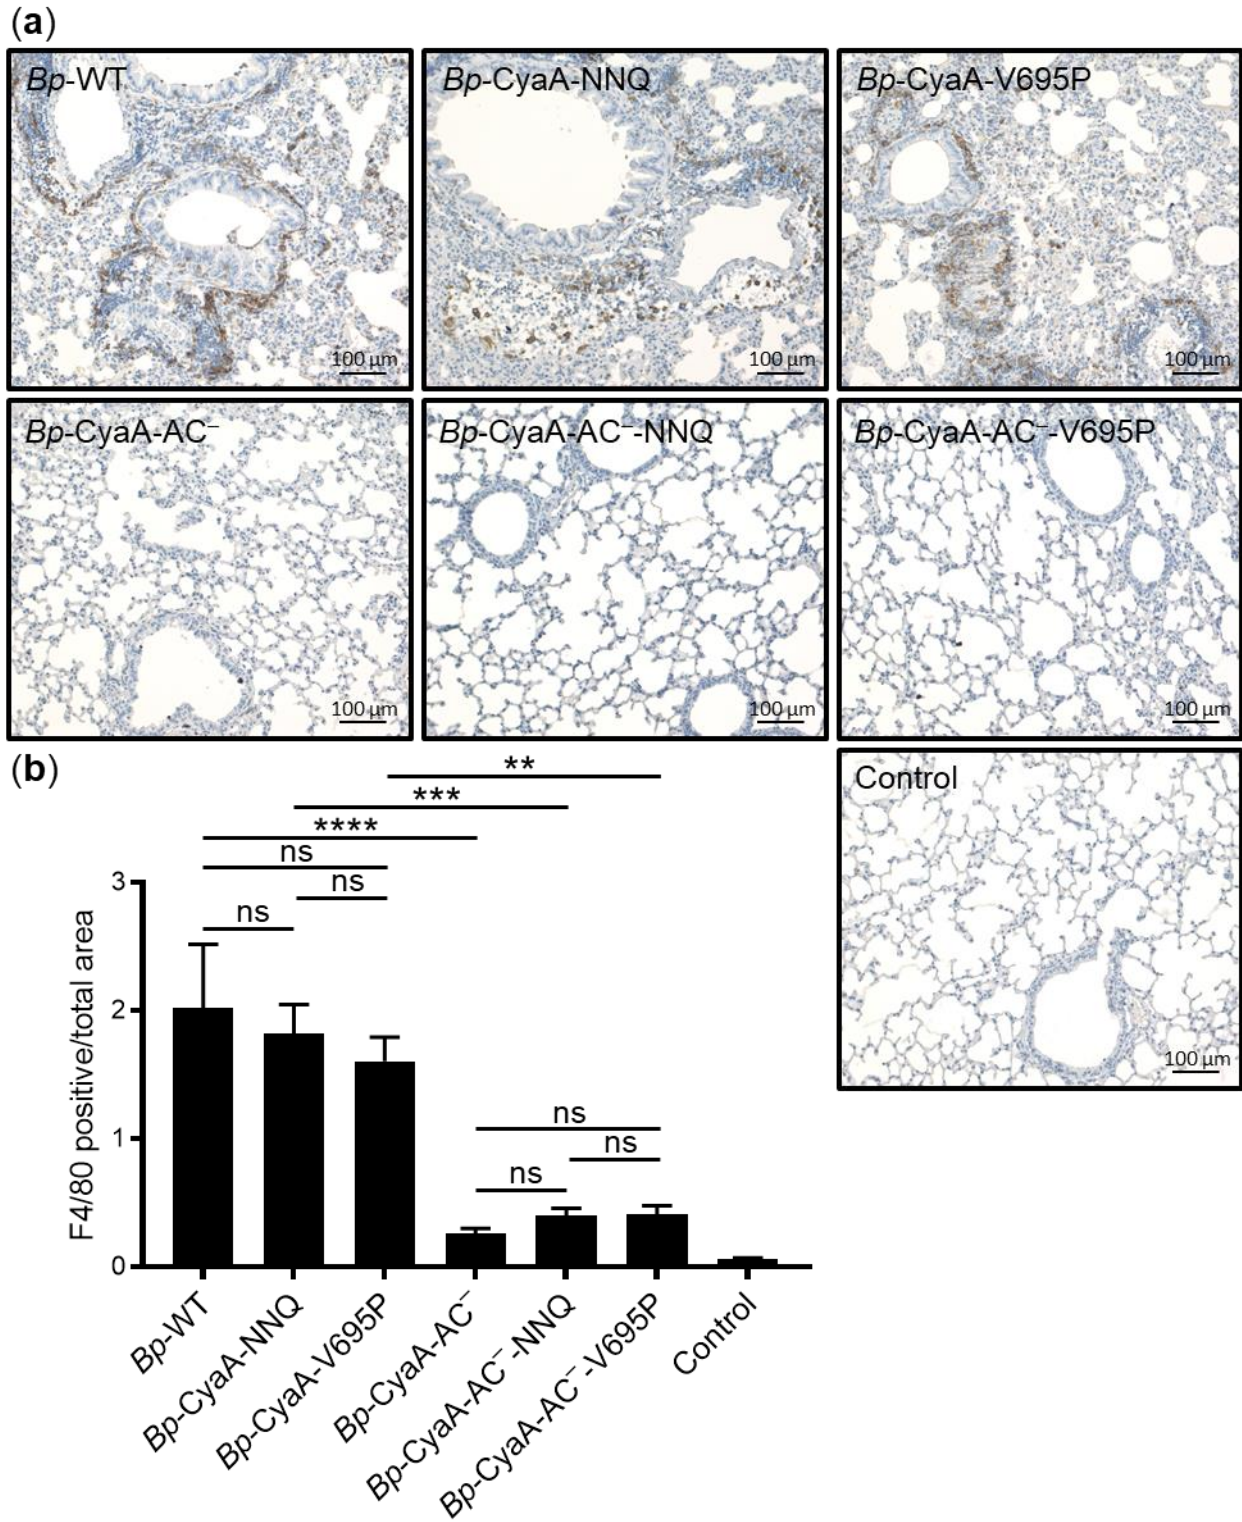 (a)
Bp-WT
Bp-CyaA-NNQ
Bp-CyaA-V695P
100 µm
100 µm
100 µm
Bp-CyaA-AC⁻
Bp-CyaA-AC⁻-NNQ
Bp-CyaA-AC⁻-V695P
100 µm
100 µm
100 µm
(b)
Control
100 µm
**
***
****
ns
ns
ns
3
2
1
0
F4/80 positive/total area
ns
ns
ns
Bp-WT
Bp-CyaA-NNQ
Bp-CyaA-V695P
Bp-CyaA-AC⁻
Bp-CyaA-AC⁻-NNQ
Bp-CyaA-AC⁻-V695P
Control